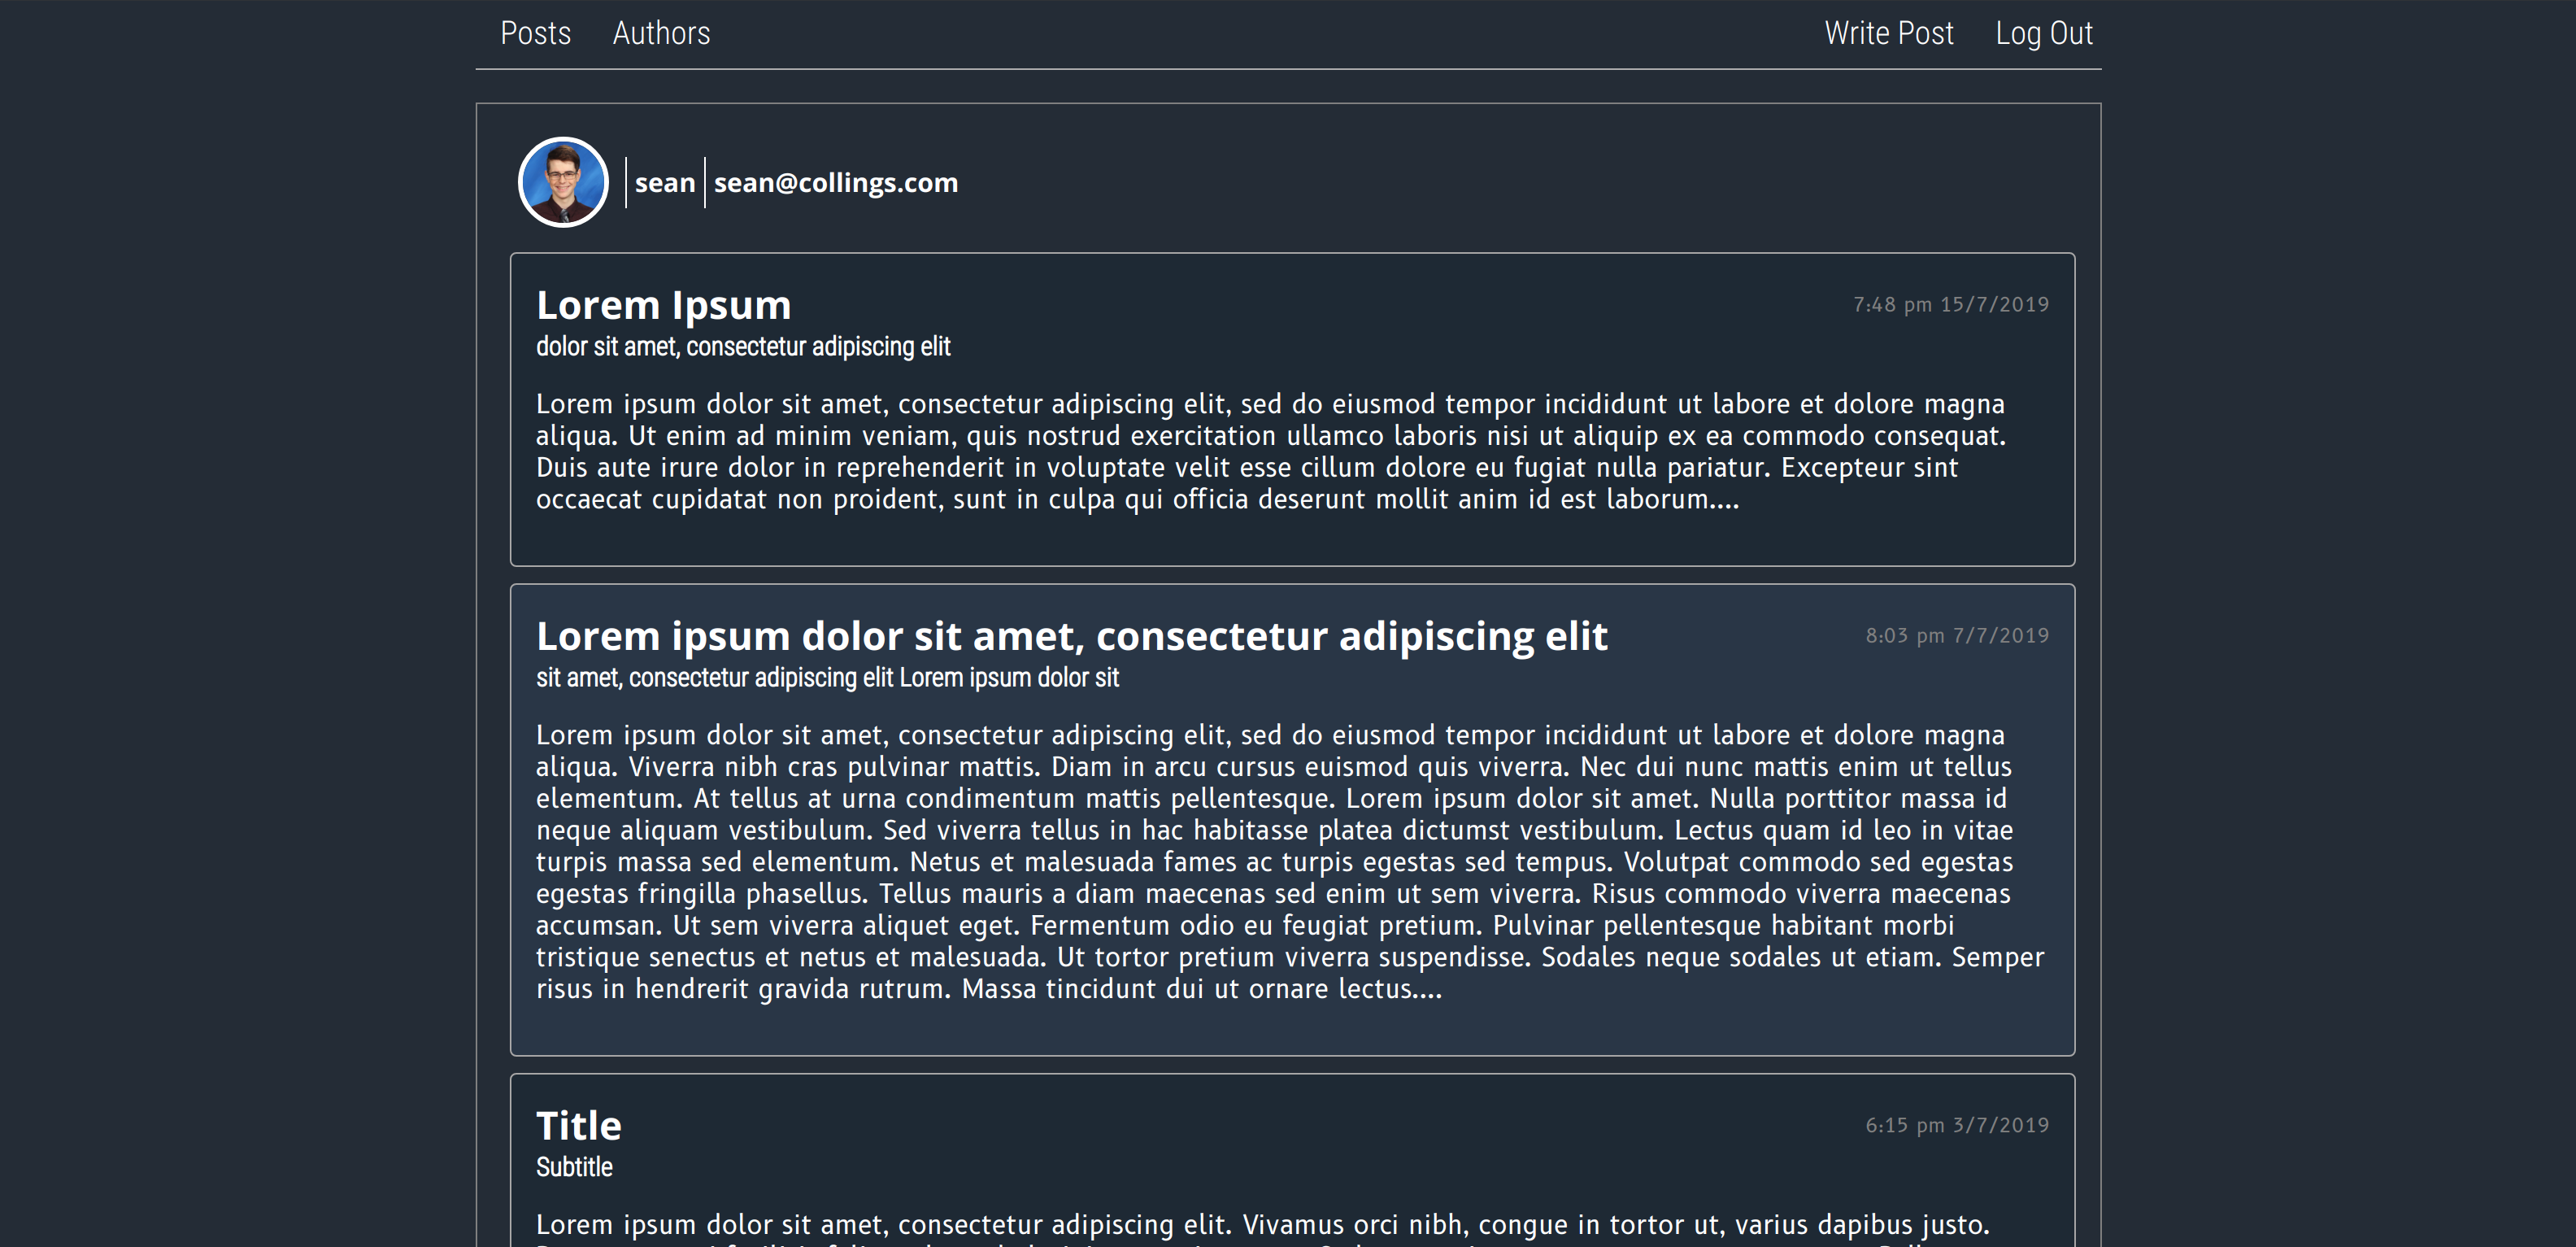 Posts Authors Write Post Log Out
sean sean@collings.com
Lorem Ipsum 7:48 pm 15/7/2019
dolor sit amet, consectetur adipiscing elit
Lorem ipsum dolor sit amet, consectetur adipiscing elit, sed do eiusmod tempor incididunt ut labore et dolore magna
aliqua. Ut enim ad minim veniam, quis nostrud exercitation ullamco laboris nisi ut aliquip ex ea commodo consequat.
Duis aute irure dolor in reprehenderit in voluptate velit esse cillum dolore eu fugiat nulla pariatur. Excepteur sint
occaecat cupidatat non proident, sunt in culpa qui officia deserunt mollit anim id est laborum....
Lorem ipsum dolor sit amet, consectetur adipiscing elit 8:03 pm 7/7/2019
sit amet, consectetur adipiscing elit Lorem ipsum dolor sit
Lorem ipsum dolor sit amet, consectetur adipiscing elit, sed do eiusmod tempor incididunt ut labore et dolore magna
aliqua. Viverra nibh cras pulvinar mattis. Diam in arcu cursus euismod quis viverra. Nec dui nunc mattis enim ut tellus
elementum. At tellus at urna condimentum mattis pellentesque. Lorem ipsum dolor sit amet. Nulla porttitor massa id
neque aliquam vestibulum. Sed viverra tellus in hac habitasse platea dictumst vestibulum. Lectus quam id leo in vitae
turpis massa sed elementum. Netus et malesuada fames ac turpis egestas sed tempus. Volutpat commodo sed egestas
egestas fringilla phasellus. Tellus mauris a diam maecenas sed enim ut sem viverra. Risus commodo viverra maecenas
accumsan. Ut sem viverra aliquet eget. Fermentum odio eu feugiat pretium. Pulvinar pellentesque habitant morbi
tristique senectus et netus et malesuada. Ut tortor pretium viverra suspendisse. Sodales neque sodales ut etiam. Semper
risus in hendrerit gravida rutrum. Massa tincidunt dui ut ornare lectus....
Title 6:15 pm 3/7/2019
Subtitle
Lorem ipsum dolor sit amet, consectetur adipiscing elit. Vivamus orci nibh, congue in tortor ut, varius dapibus justo.